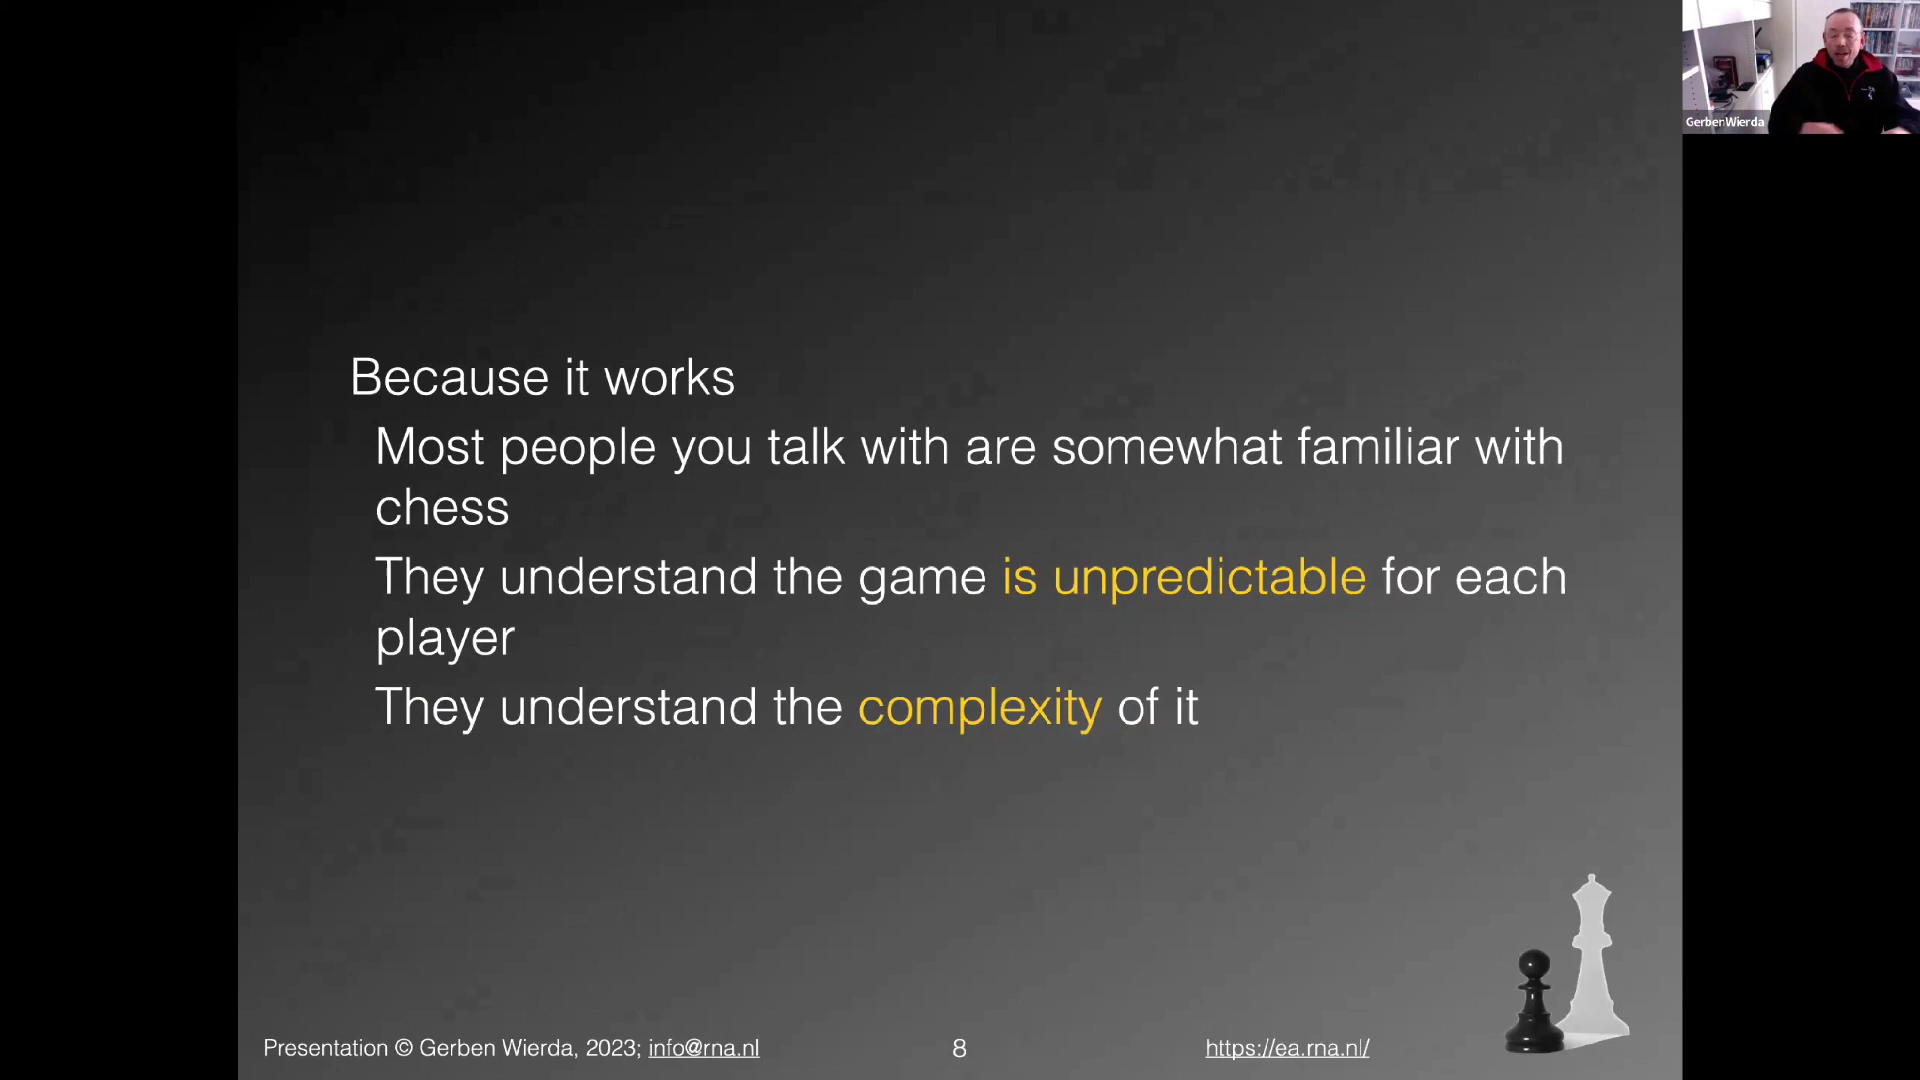 GerbenWierda
Because it works
Most people you talk with are somewhat familiar with
chess
They understand the game is unpredictable for each
player
They understand the complexity of it
Presentation © Gerben Wierda, 2023; info@rna.nl
8
https://ea.rna.nl/